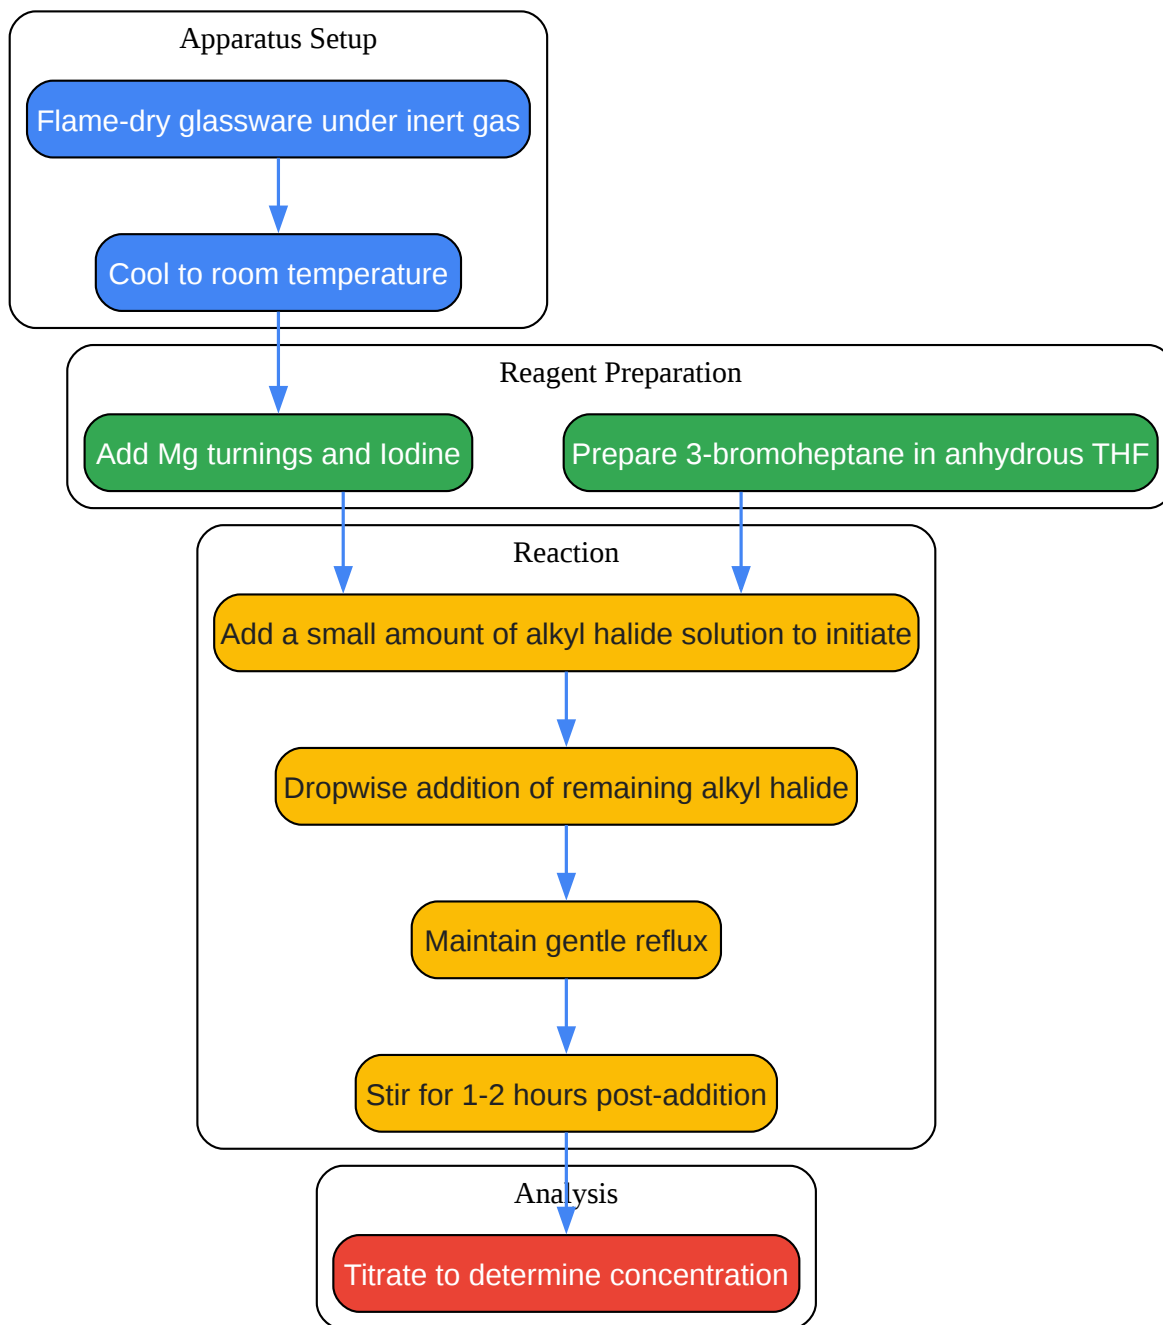 Apparatus Setup
Flame-dry glassware under inert gas
Cool to room temperature
Reagent Preparation
Add Mg turnings and Iodine
Prepare 3-bromoheptane in anhydrous THF
Reaction
Add a small amount of alkyl halide solution to initiate
Dropwise addition of remaining alkyl halide
Maintain gentle reflux
Stir for 1-2 hours post-addition
Analysis
Titrate to determine concentration